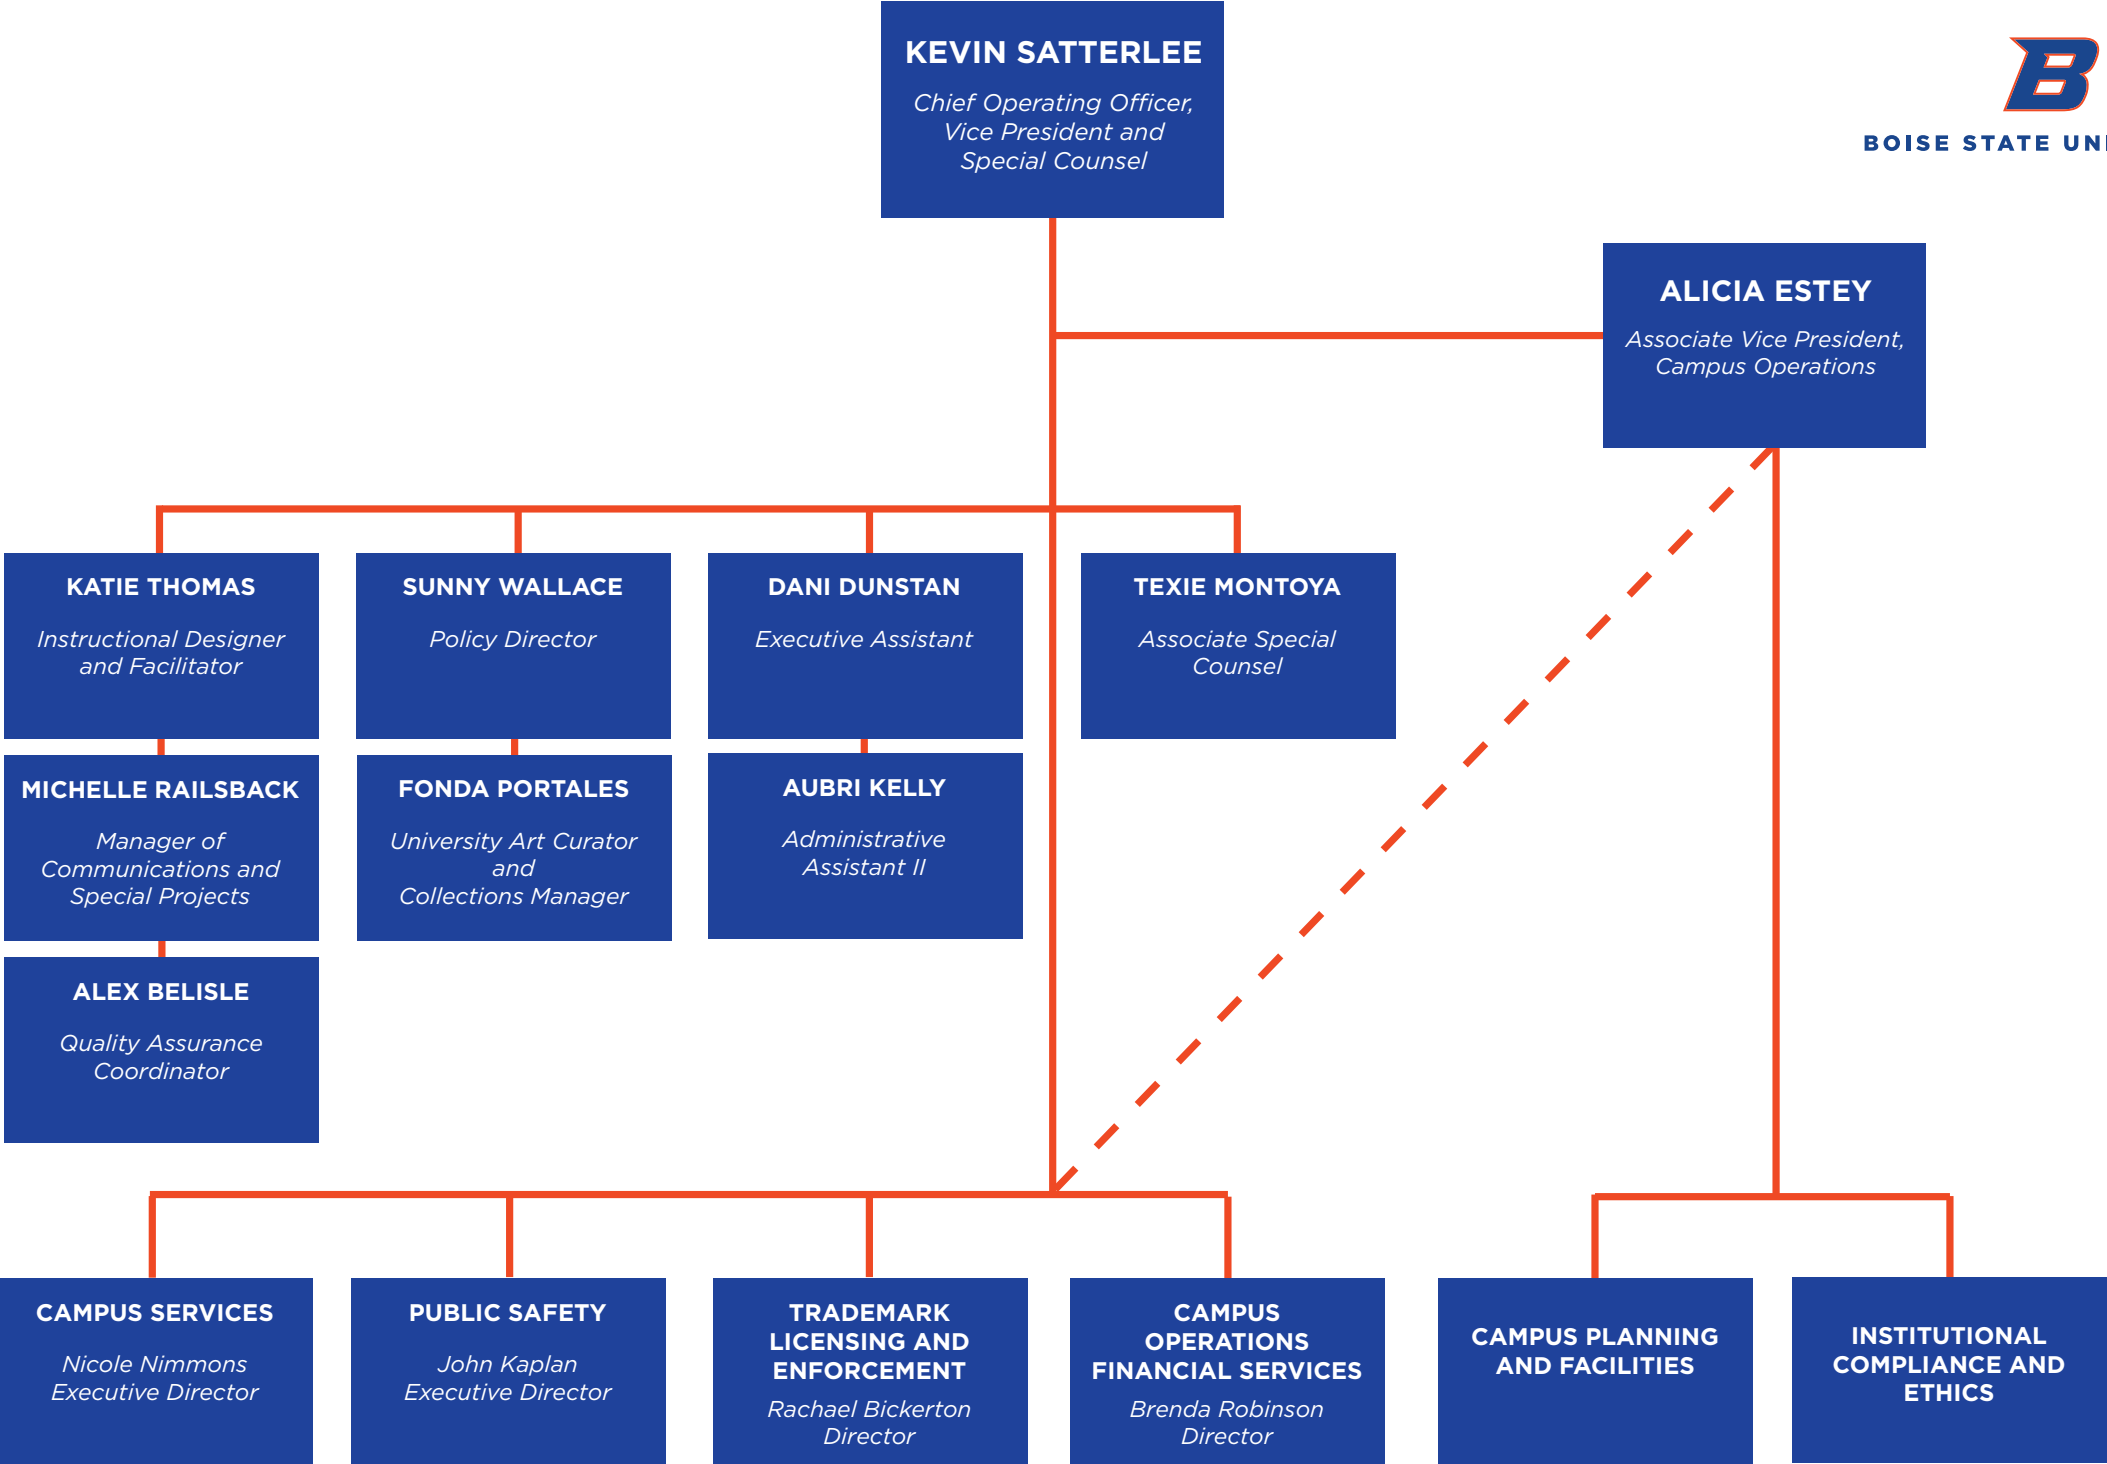 KEVIN SATTERLEE
Chief Operating Officer,
Vice President and
Special Counsel
B
BOISE STATE UNI
ALICIA ESTEY
Associate Vice President,
Campus Operations
KATIE THOMAS
Instructional Designer
and Facilitator
SUNNY WALLACE
Policy Director
DANI DUNSTAN
Executive Assistant
TEXIE MONTOYA
Associate Special
Counsel
MICHELLE RAILSBACK
Manager of
Communications and
Special Projects
FONDA PORTALES
University Art Curator
and
Collections Manager
AUBRI KELLY
Administrative
Assistant II
ALEX BELISLE
Quality Assurance
Coordinator
CAMPUS SERVICES
Nicole Nimmons
Executive Director
PUBLIC SAFETY
John Kaplan
Executive Director
TRADEMARK
LICENSING AND
ENFORCEMENT
Rachael Bickerton
Director
CAMPUS
OPERATIONS
FINANCIAL SERVICES
Brenda Robinson
Director
CAMPUS PLANNING
AND FACILITIES
INSTITUTIONAL
COMPLIANCE AND
ETHICS